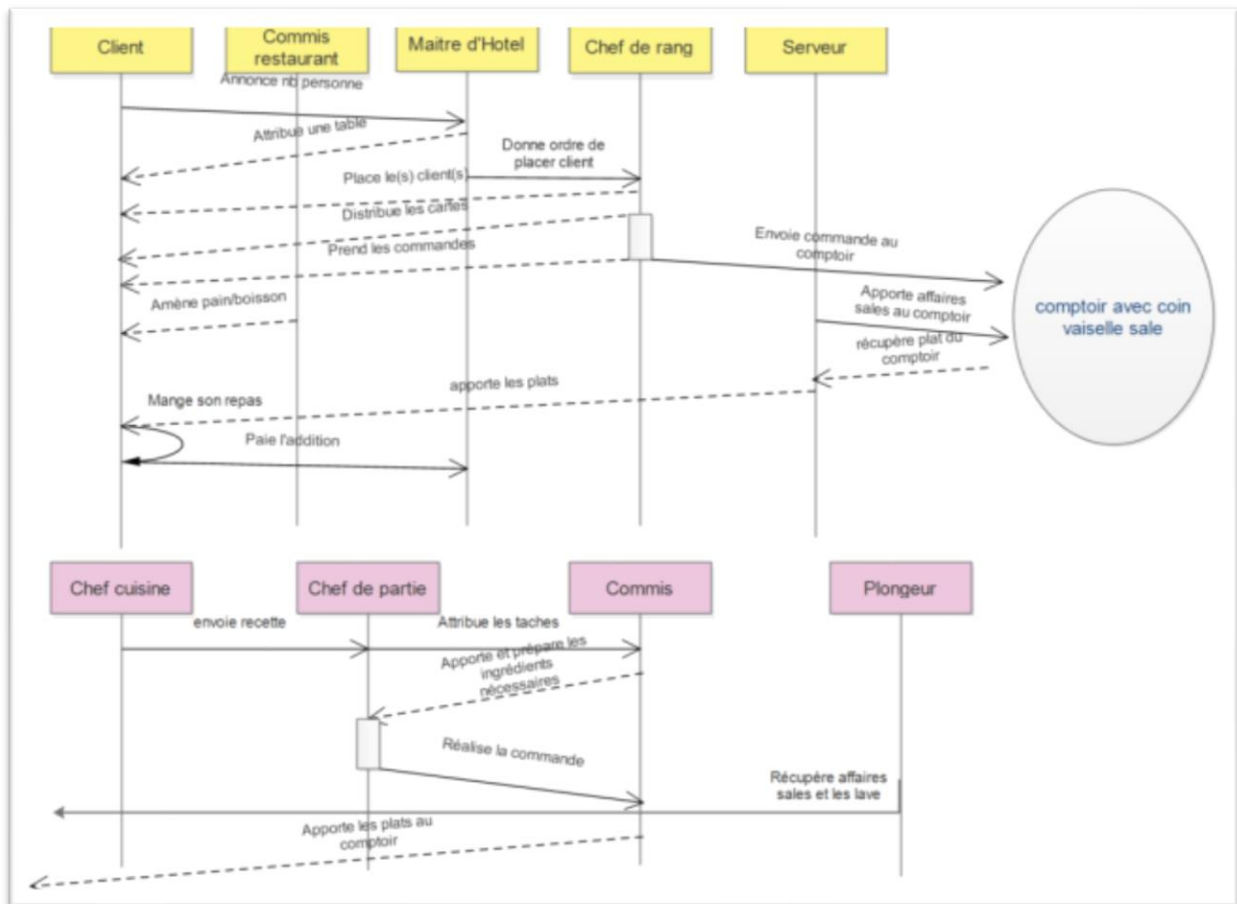 Client
Commis
restaurant
Maitre d'Hotel
Chef de rang
Serveur
Annonce nb personne
Attribue une table
Donne ordre de
placer client
Place le(s) client(s)
Distribue les cartes
Prend les commandes
Envoie commande au
comptoir
Amène pain/boisson
Apporte affaires
sales au comptoir
comptoir avec coin
vaiselle sale
récupère plat du
comptoir
apporte les plats
Mange son repas
Paie l'addition
Chef cuisine
Chef de partie
Commis
Plongeur
envoie recette
Attribue les taches
Apporte et prépare les
ingrédients
nécessaires
Réalise la commande
Récupère affaires
sales et les lave
Apporte les plats au
comptoir